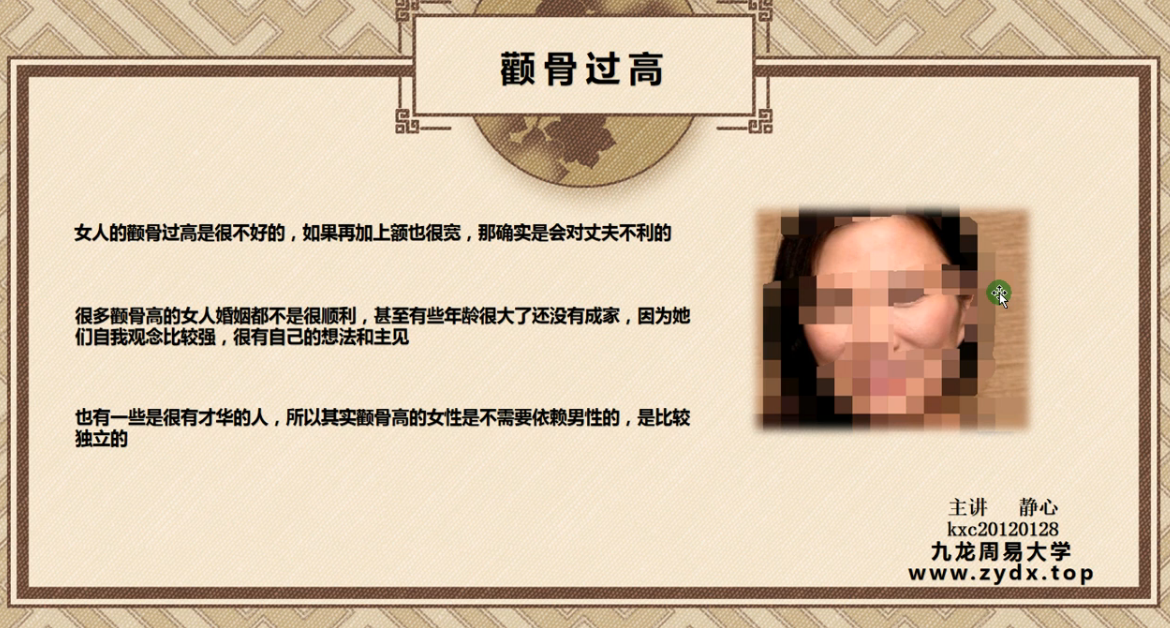 颧骨过高
女人的颧骨过高是很不好的，如果再加上额也很宽，那确实是会对丈夫不利的
很多颧骨高的女人婚姻都不是很顺利，甚至有些年龄很大了还没有成家，因为她
们自我观念比较强，很有自己的想法和主见
也有一些是很有才华的人，所以其实颧骨高的女性是不需要依赖男性的，是比较
独立的
主讲 静心
kxc20120128
九龙周易大学
www.zydx.top